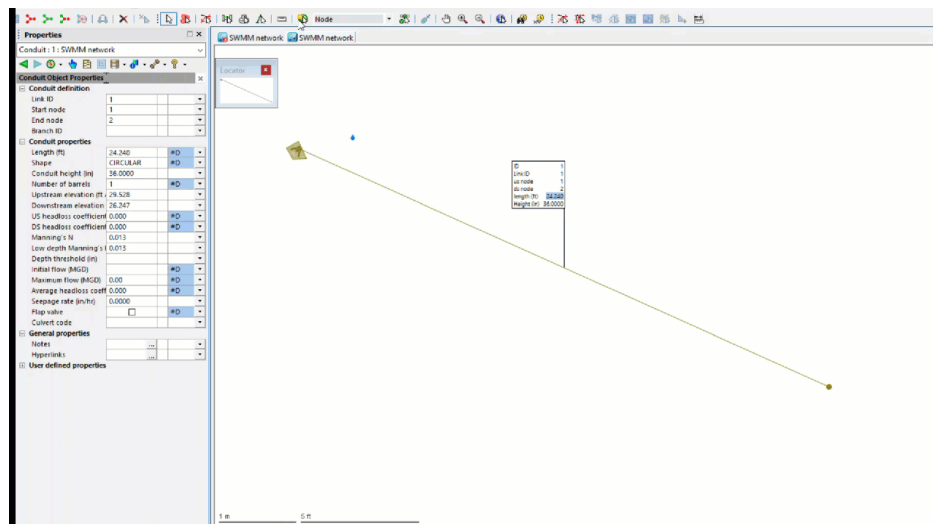 Node
Properties
Conduit : 1 : SWMM network
Conduit Object Properties
Conduit definition
Link ID 1
Start node 1
End node 2
Branch ID
Conduit properties
Length (ft) 24.240 #D
Shape CIRCULAR #D
Conduit height (in) 36.0000
Number of barrels 1 #D
Upstream elevation (ft 29.528
Downstream elevation 26.247
US headloss coefficient 0.000 #D
DS headloss coefficient 0.000 #D
Manning's N 0.013
Low depth Manning's 0.013
Depth threshold (in)
Initial flow (MGD) #D
Maximum flow (MGD) 0.00 #D
Average headloss coeff 0.000 #D
Seepage rate (in/hr) 0.0000
Flap valve #D
Culvert code
General properties
Notes ...
Hyperlinks ...
User defined properties
SWMM network SWMM network
Locator
ID 1
Link ID 1
us node 1
ds node 2
length (ft) 24.240
Height (in) 36.0000
1 m 5 ft